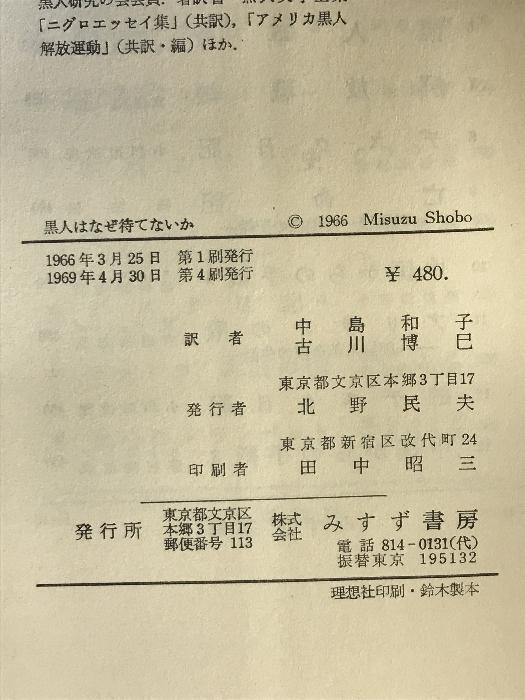 「ニグロエッセイ集」(共訳),「アメリカ黒人
解放運動」(共訳・編)ほか.
黒人はなぜ待てないか
© 1966 Misuzu Shobo
1966年3月25日 第1刷発行
1969年4月30日 第4刷発行
¥ 480.
訳者
中島和子
古川博巳
東京都文京区本郷3丁目17
発行者 北野民夫
東京都新宿区改代町24
印刷者 田中昭三
発行所
東京都文京区
本郷3丁目17
郵便番号 113
株式
会社
みすず書房
電話 814-0131(代)
振替東京 195132
理想社印刷・鈴木製本